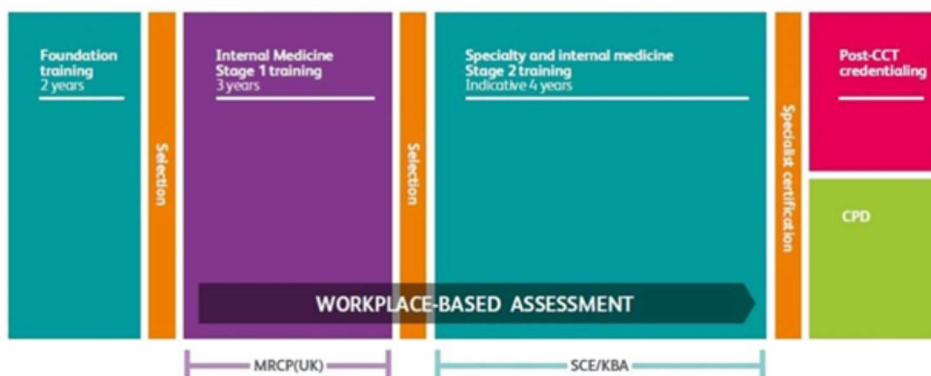 Foundation
training
2 years
Selection
Internal Medicine
Stage 1 training
3 years
Selection
Specialty and internal medicine
Stage 2 training
Indicative 4 years
Specialist certification
Post-CCT
credentialing
CPD
WORKPLACE-BASED ASSESSMENT
MRCP(UK)
SCE/KBA